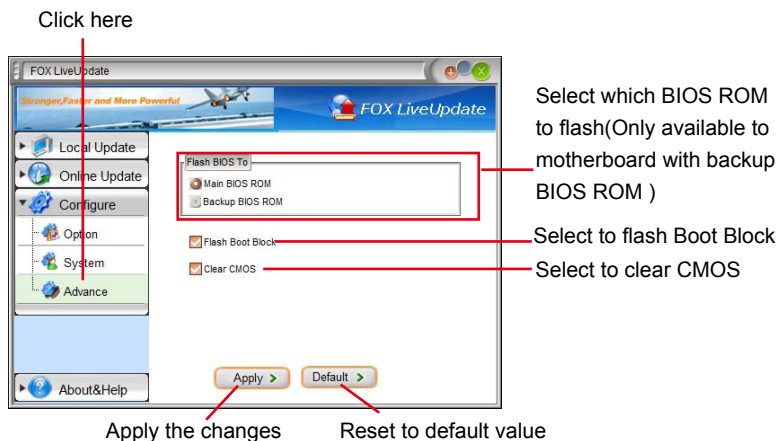 Click here
FOX LiveUpdate
Stronger,Faster and More Powerful
FOX LiveUpdate
Local Update
Online Update
Configure
Option
System
Advance
About&Help
Flash BIOS To
Main BIOS ROM
Backup BIOS ROM
Flash Boot Block
Clear CMOS
Apply
Default
Select which BIOS ROM
to flash(Only available to
motherboard with backup
BIOS ROM )
Select to flash Boot Block
Select to clear CMOS
Apply the changes
Reset to default value